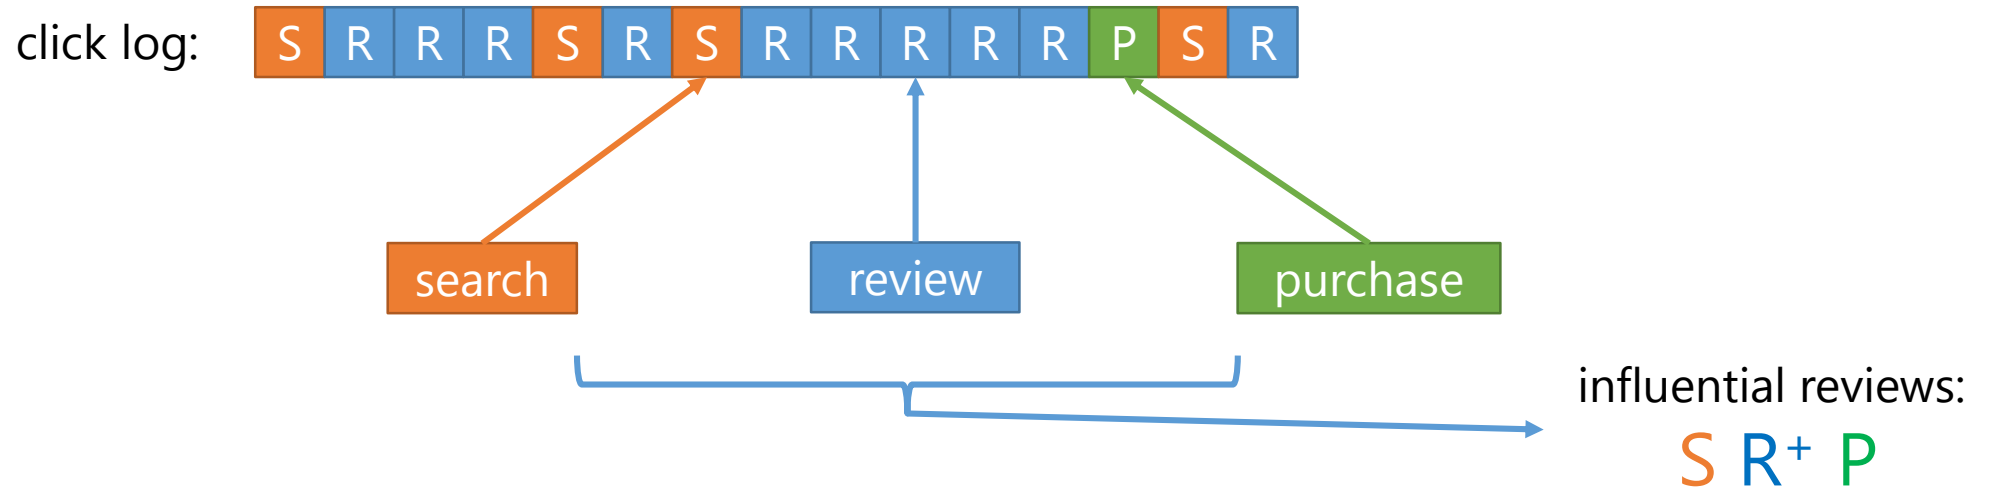 click log: S R R R S R S R R R R R P S R
search review purchase
influential reviews:
S R⁺ P